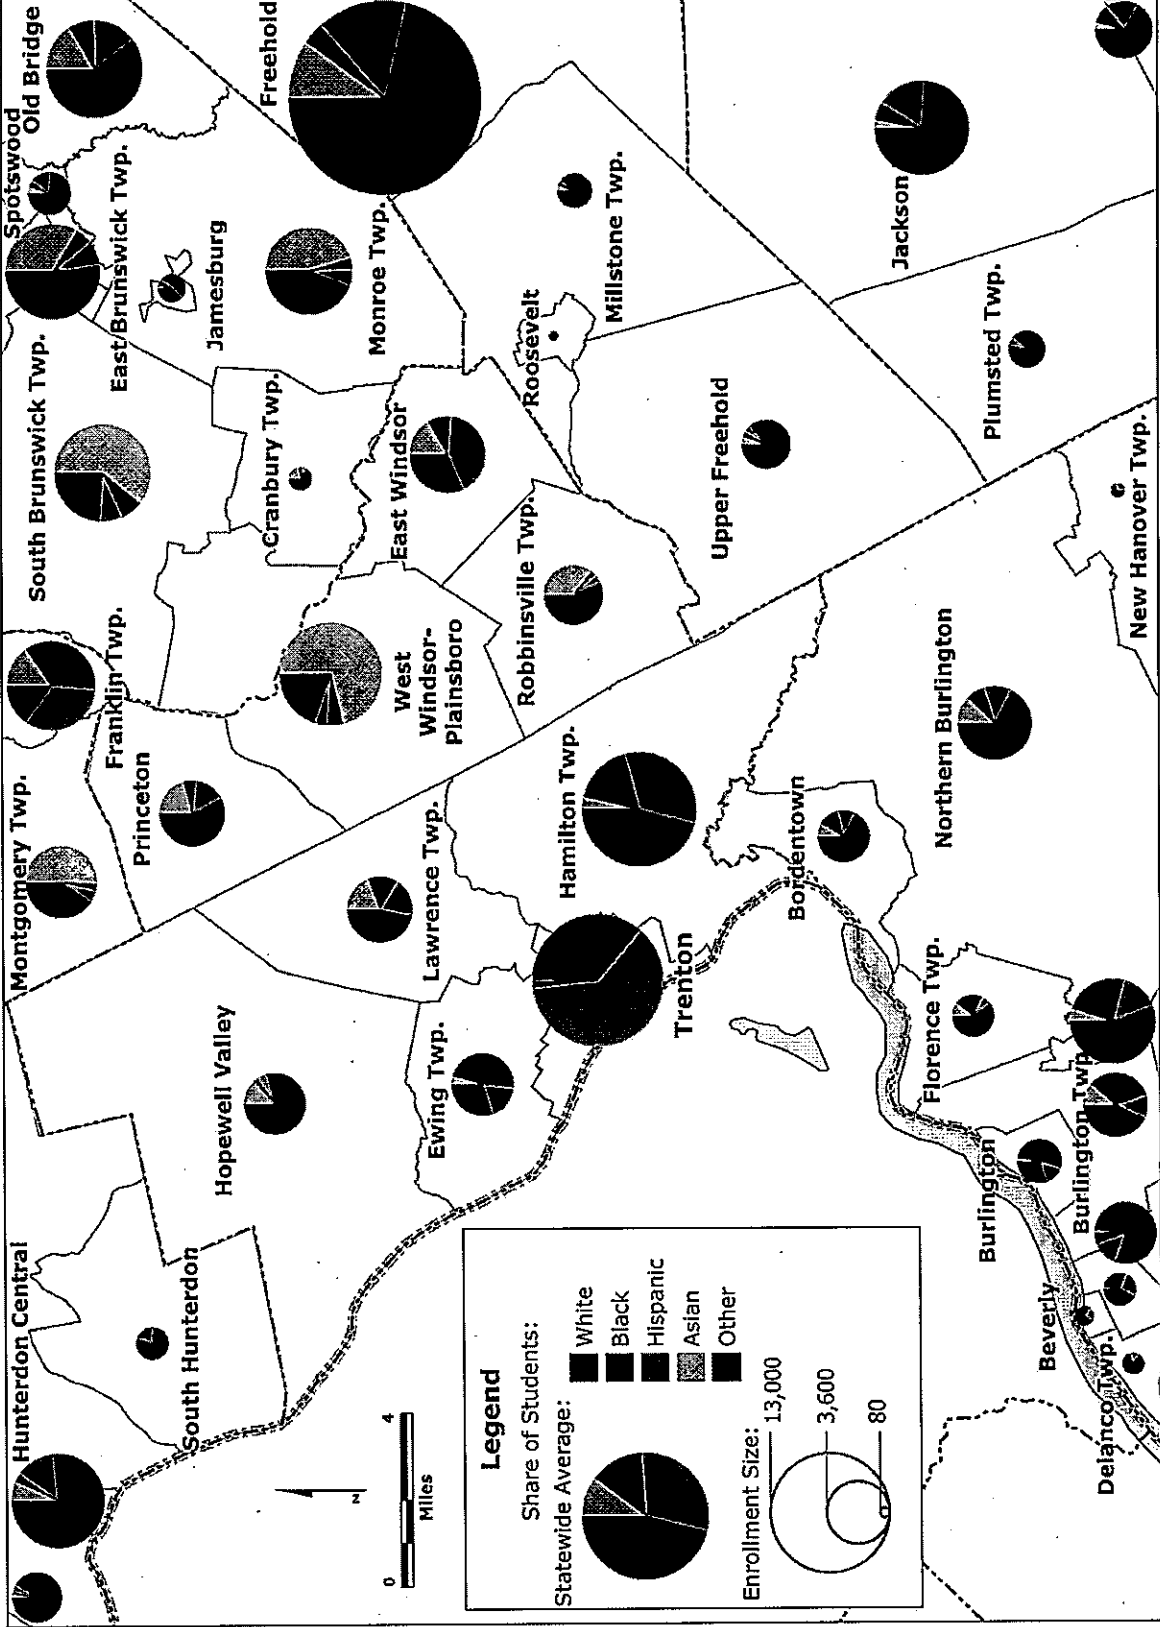 Hunterdon Central
South Hunterdon
Hopewell Valley
Montgomery Twp.
Princeton
Franklin Twp.
South Brunswick Twp.
East Brunswick Twp.
Spotswood
Old Bridge
Jamesburg
Freehold
Monroe Twp.
Cranbury Twp.
East Windsor
West
Windsor-
Plainsboro
Lawrence Twp.
Ewing Twp.
Trenton
Hamilton Twp.
Robbinsville Twp.
Roosevelt
Millstone Twp.
Upper Freehold
Jackson
Plumsted Twp.
New Hanover Twp.
Northern Burlington
Bordentown
Florence Twp.
Burlington
Burlington Twp.
Beverly
Delanco Twp.
z
0
4
Miles
Legend
Share of Students:
Statewide Average:
White
Black
Hispanic
Asian
Other
Enrollment Size:
13,000
3,600
80